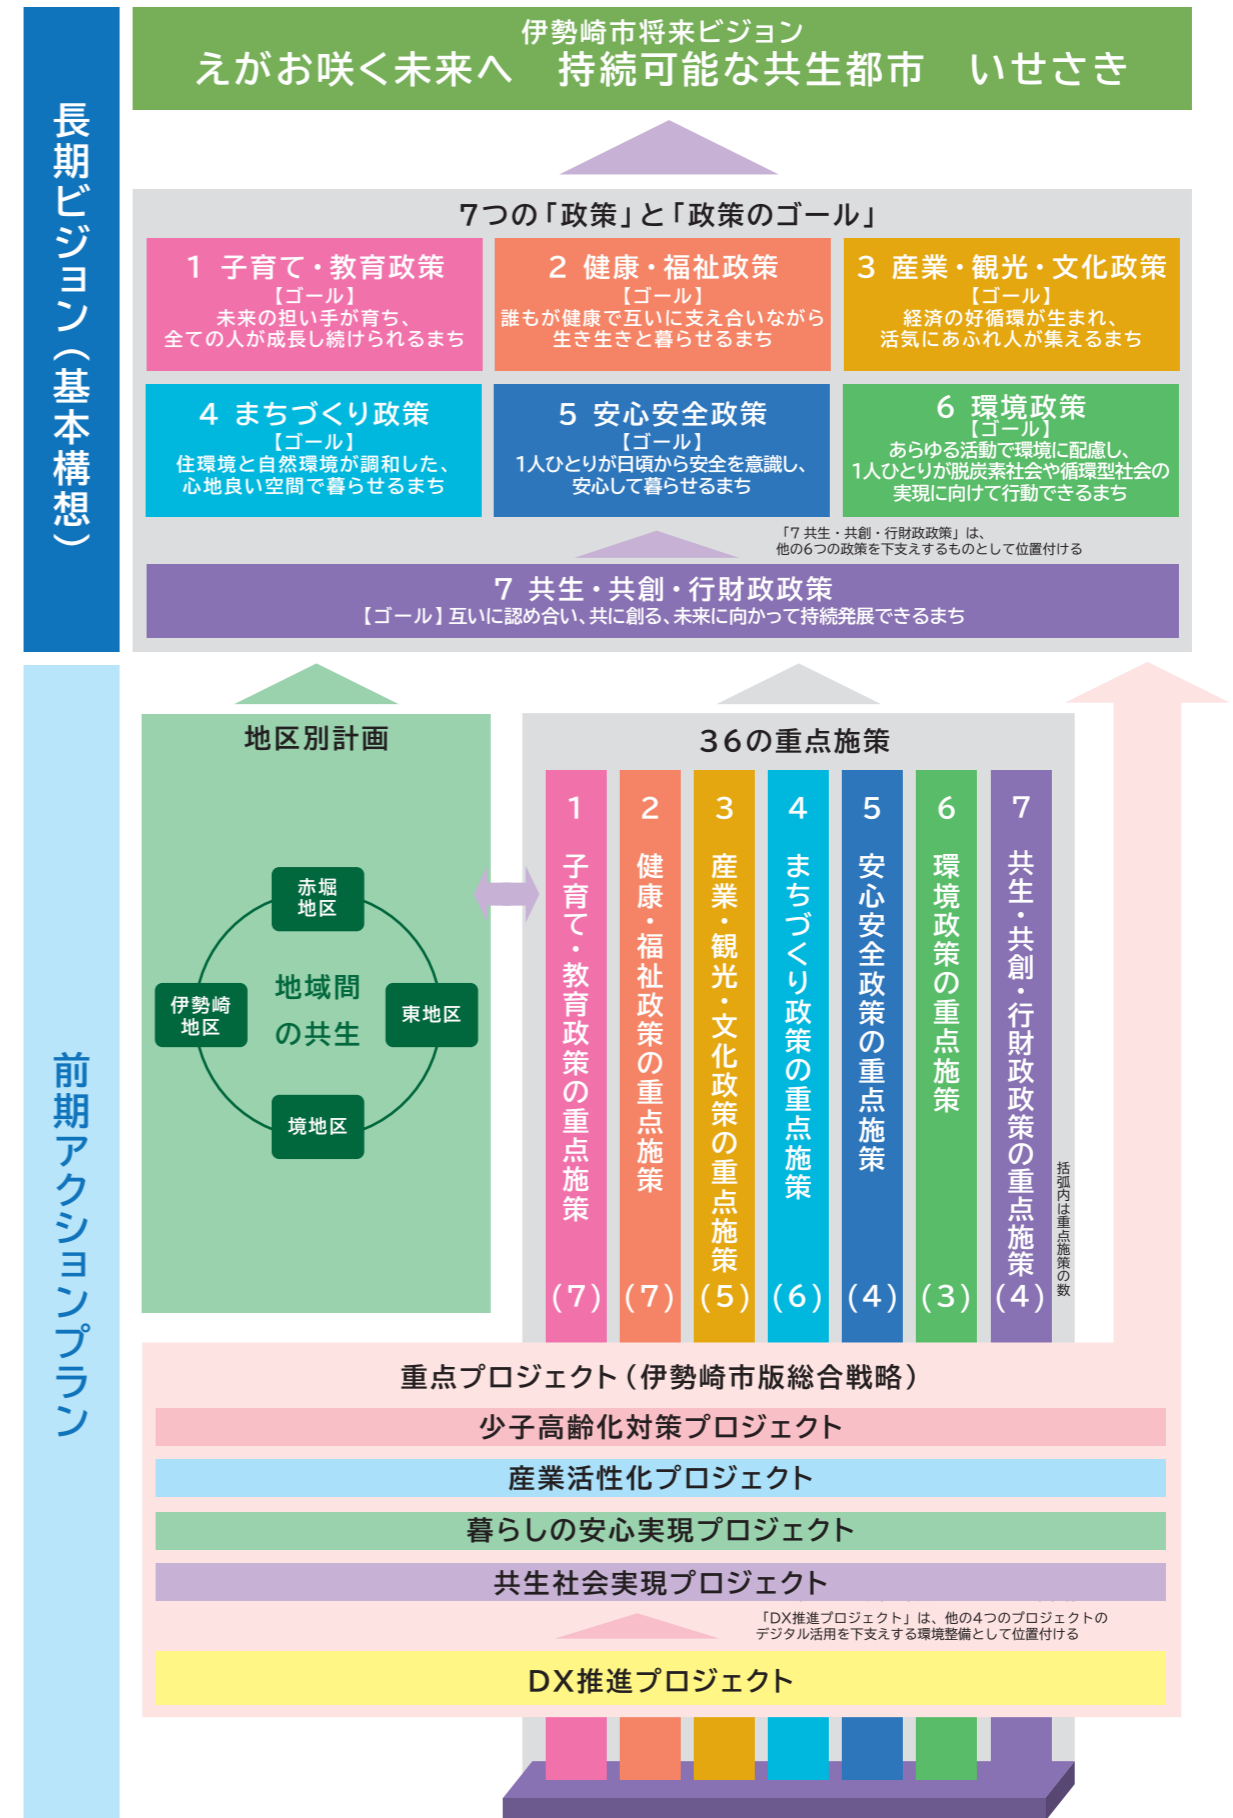 長期ビジョン（基本構想）
伊勢崎市将来ビジョン
えがお咲く未来へ　持続可能な共生都市　いせさき
7つの「政策」と「政策のゴール」
1 子育て・教育政策
【ゴール】
未来の担い手が育ち、
全ての人が成長し続けられるまち
2 健康・福祉政策
【ゴール】
誰もが健康で互いに支え合いながら
生き生きと暮らせるまち
3 産業・観光・文化政策
【ゴール】
経済の好循環が生まれ、
活気にあふれ人が集えるまち
4 まちづくり政策
【ゴール】
住環境と自然環境が調和した、
心地良い空間で暮らせるまち
5 安心安全政策
【ゴール】
1人ひとりが日頃から安全を意識し、
安心して暮らせるまち
6 環境政策
【ゴール】
あらゆる活動で環境に配慮し、
1人ひとりが脱炭素社会や循環型社会の
実現に向けて行動できるまち
「7 共生・共創・行財政政策」は、
他の6つの政策を下支えするものとして位置付ける
7 共生・共創・行財政政策
【ゴール】互いに認め合い、共に創る、未来に向かって持続発展できるまち
前期アクションプラン
地区別計画
赤堀
地区
伊勢崎
地区
地域間
の共生
東地区
境地区
36の重点施策
1 子育て・教育政策の重点施策 (7)
2 健康・福祉政策の重点施策 (7)
3 産業・観光・文化政策の重点施策 (5)
4 まちづくり政策の重点施策 (6)
5 安心安全政策の重点施策 (4)
6 環境政策の重点施策 (3)
7 共生・共創・行財政政策の重点施策 (4)
括弧内は重点施策の数
重点プロジェクト（伊勢崎市版総合戦略）
少子高齢化対策プロジェクト
産業活性化プロジェクト
暮らしの安心実現プロジェクト
共生社会実現プロジェクト
「DX推進プロジェクト」は、他の4つのプロジェクトの
デジタル活用を下支えする環境整備として位置付ける
DX推進プロジェクト